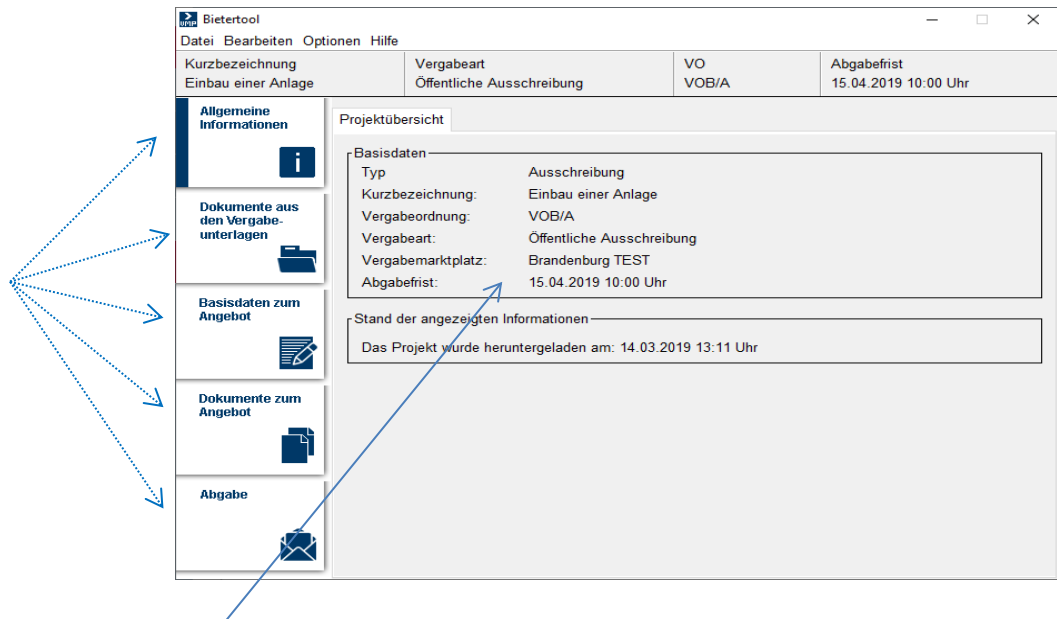 VMP Bietertool
Datei Bearbeiten Optionen Hilfe
Kurzbezeichnung Vergabeart VO Abgabefrist
Einbau einer Anlage Öffentliche Ausschreibung VOB/A 15.04.2019 10:00 Uhr
Allgemeine
Informationen
i
Dokumente aus
den Vergabe-
unterlagen
Basisdaten zum
Angebot
Dokumente zum
Angebot
Abgabe
Projektübersicht
Basisdaten
Typ Ausschreibung
Kurzbezeichnung: Einbau einer Anlage
Vergabeordnung: VOB/A
Vergabeart: Öffentliche Ausschreibung
Vergabemarktplatz: Brandenburg TEST
Abgabefrist: 15.04.2019 10:00 Uhr
Stand der angezeigten Informationen
Das Projekt wurde heruntergeladen am: 14.03.2019 13:11 Uhr